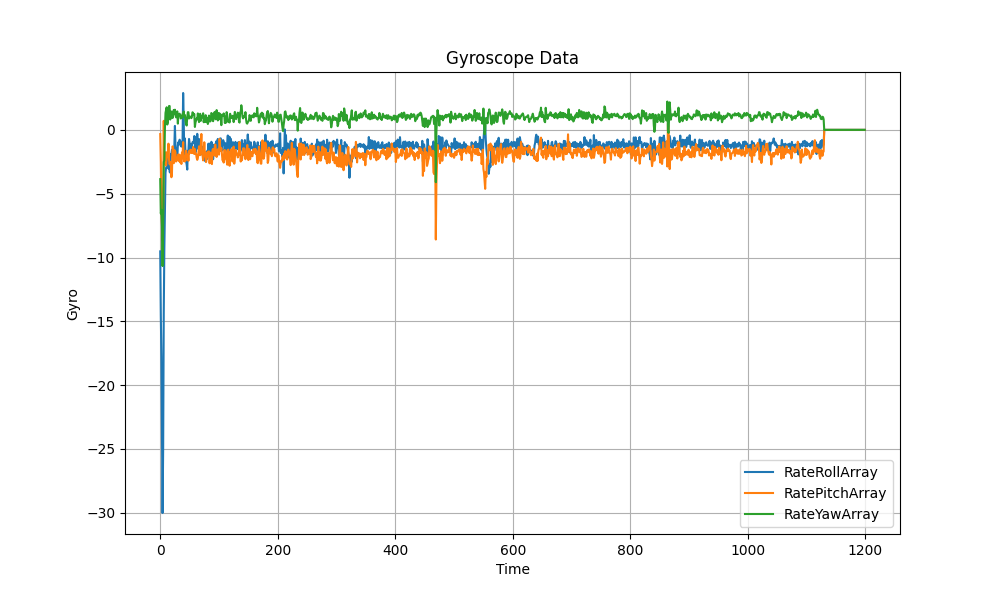 Gyroscope Data
Gyro
0
−5
−10
−15
−20
−25
−30
0 200 400 600 800 1000 1200
Time
RateRollArray
RatePitchArray
RateYawArray